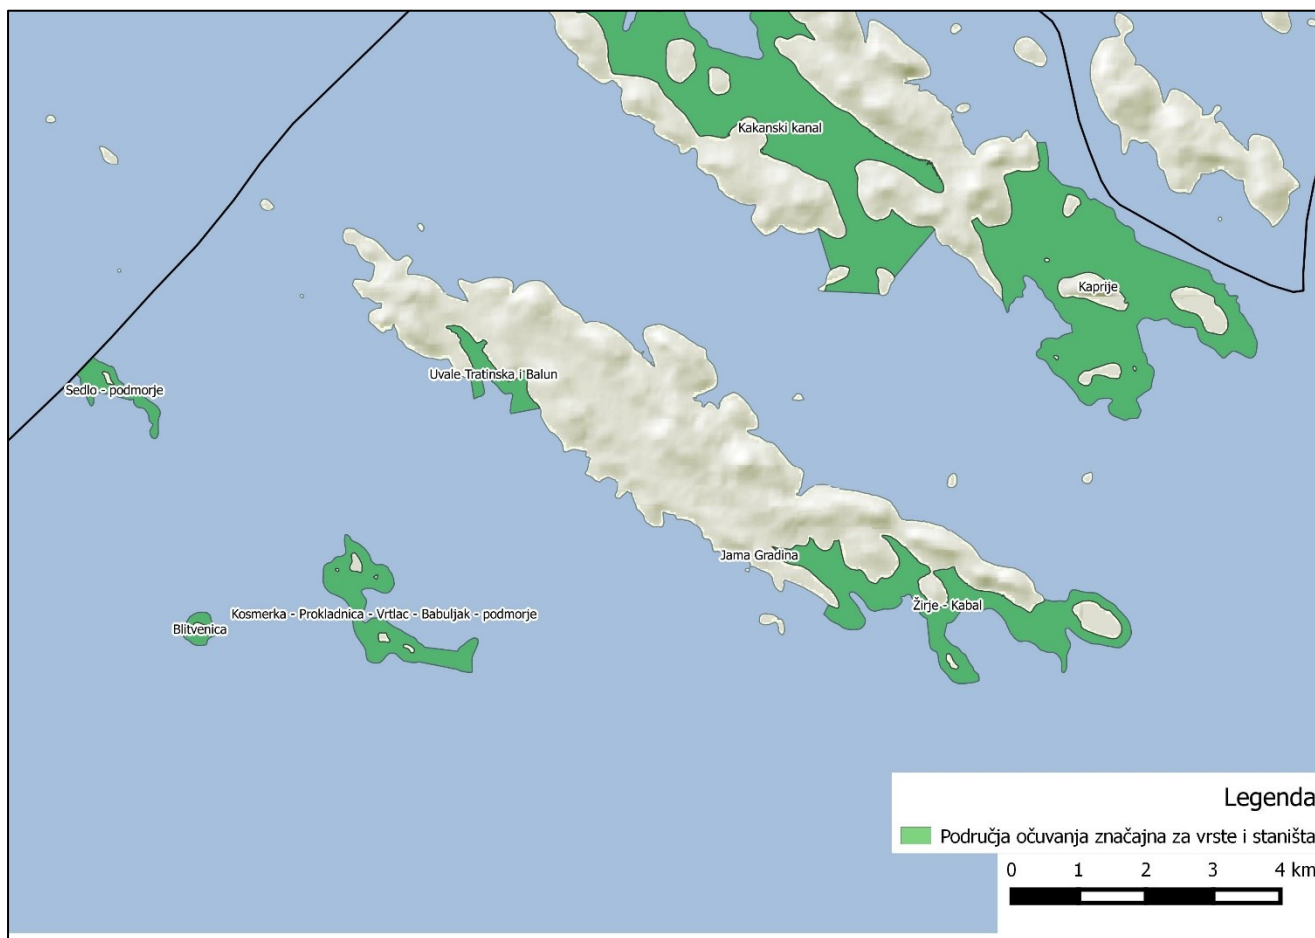 Kakanski kanal
Kaprije
Uvale Tratinska i Balun
Sedlo - podmorje
Jama Gradina
Žirje - Kabal
Kosmerka - Prokladnica - Vrtlac - Babuljak - podmorje
Blitvenica
Legenda
Područja očuvanja značajna za vrste i staništa
0 1 2 3 4 km